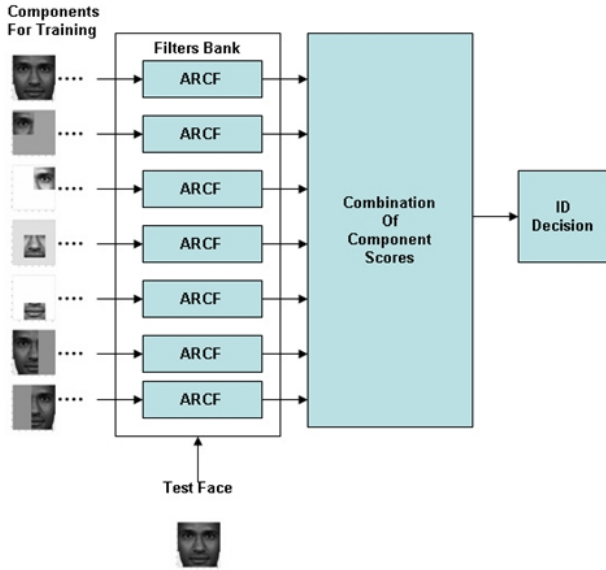 Components
For Training
Filters Bank
ARCF
ARCF
ARCF
ARCF
ARCF
ARCF
ARCF
Combination
Of
Component
Scores
ID
Decision
Test Face